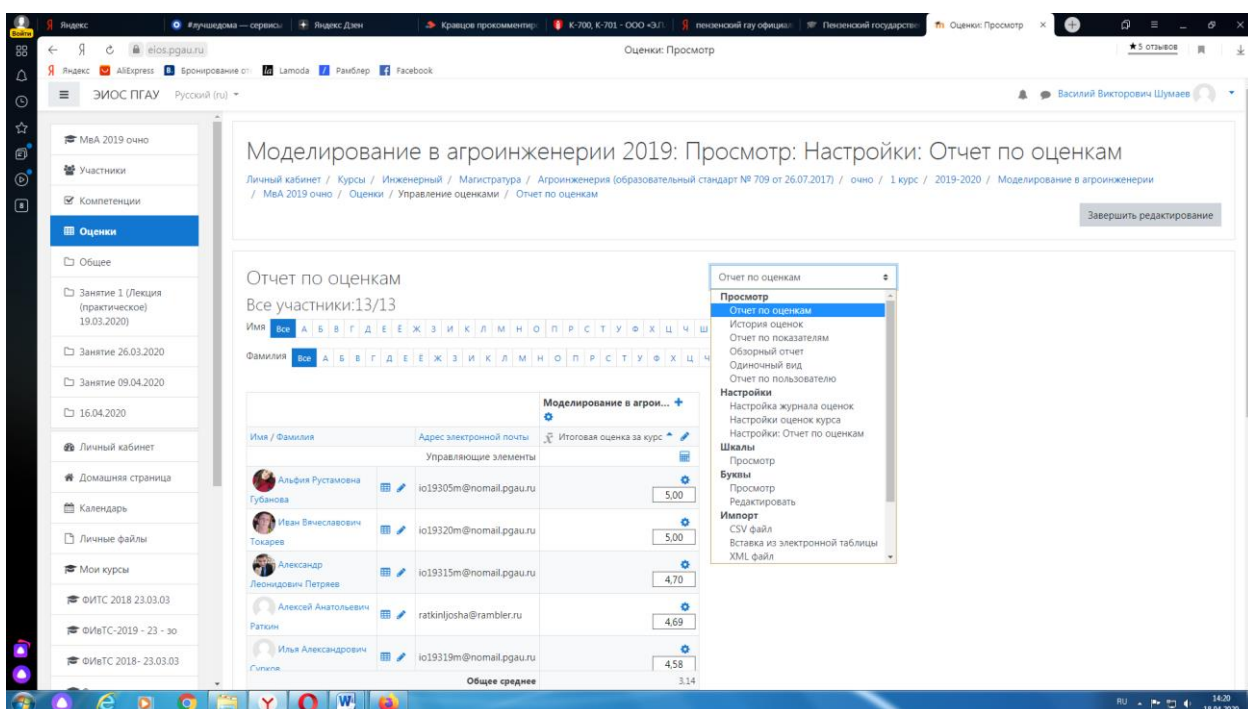 Войти
Яндекс
#лучшедома — сервисы
Яндекс Дзен
Кравцов прокомментир
К-700, К-701 - ООО «З.П.
пензенский гау официал
Пензенский государстве
Оценки: Просмотр
eios.pgau.ru
Оценки: Просмотр
★5 отзывов
Яндекс
AliExpress
Бронирование от
Lamoda
Рамблер
Facebook
ЭИОС ПГАУ Русский (ru)
Василий Викторович Шумаев
МвА 2019 очно
Участники
Компетенции
Оценки
Общее
Занятие 1 (Лекция
(практическое)
19.03.2020)
Занятие 26.03.2020
Занятие 09.04.2020
16.04.2020
Личный кабинет
Домашняя страница
Календарь
Личные файлы
Мои курсы
ФИТС 2018 23.03.03
ФИвТС-2019 - 23 - зо
ФИвТС 2018- 23.03.03
Моделирование в агроинженерии 2019: Просмотр: Настройки: Отчет по оценкам
Личный кабинет / Курсы / Инженерный / Магистратура / Агроинженерия (образовательный стандарт № 709 от 26.07.2017) / очно / 1 курс / 2019-2020 / Моделирование в агроинженерии
/ МвА 2019 очно / Оценки / Управление оценками / Отчет по оценкам
Завершить редактирование
Отчет по оценкам
Все участники:13/13
Имя Все А Б В Г Д Е Ё Ж З И К Л М Н О П Р С Т У Ф Х Ц Ч Ш
Фамилия Все А Б В Г Д Е Ё Ж З И К Л М Н О П Р С Т У Ф Х Ц Ч
Моделирование в агрои...
Имя / Фамилия Адрес электронной почты Итоговая оценка за курс
Управляющие элементы
Альфия Рустамовна
Губанова
io19305m@nomail.pgau.ru
5,00
Иван Вячеславович
Токарев
io19320m@nomail.pgau.ru
5,00
Александр
Леонидович Петряев
io19315m@nomail.pgau.ru
4,70
Алексей Анатольевич
Раткин
ratkinljosha@rambler.ru
4,69
Илья Александрович
Сурков
io19319m@nomail.pgau.ru
4,58
Общее среднее 3,14
Отчет по оценкам
Просмотр
Отчет по оценкам
История оценок
Отчет по показателям
Обзорный отчет
Одиночный вид
Отчет по пользователю
Настройки
Настройка журнала оценок
Настройки оценок курса
Настройки: Отчет по оценкам
Шкалы
Просмотр
Буквы
Просмотр
Редактировать
Импорт
CSV файл
Вставка из электронной таблицы
XML файл
RU
14:20
18.04.2020